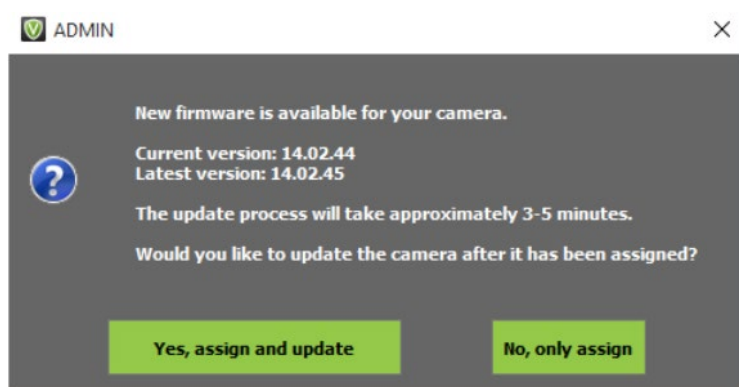 ADMIN
New firmware is available for your camera.
Current version: 14.02.44
Latest version: 14.02.45
The update process will take approximately 3-5 minutes.
Would you like to update the camera after it has been assigned?
Yes, assign and update
No, only assign